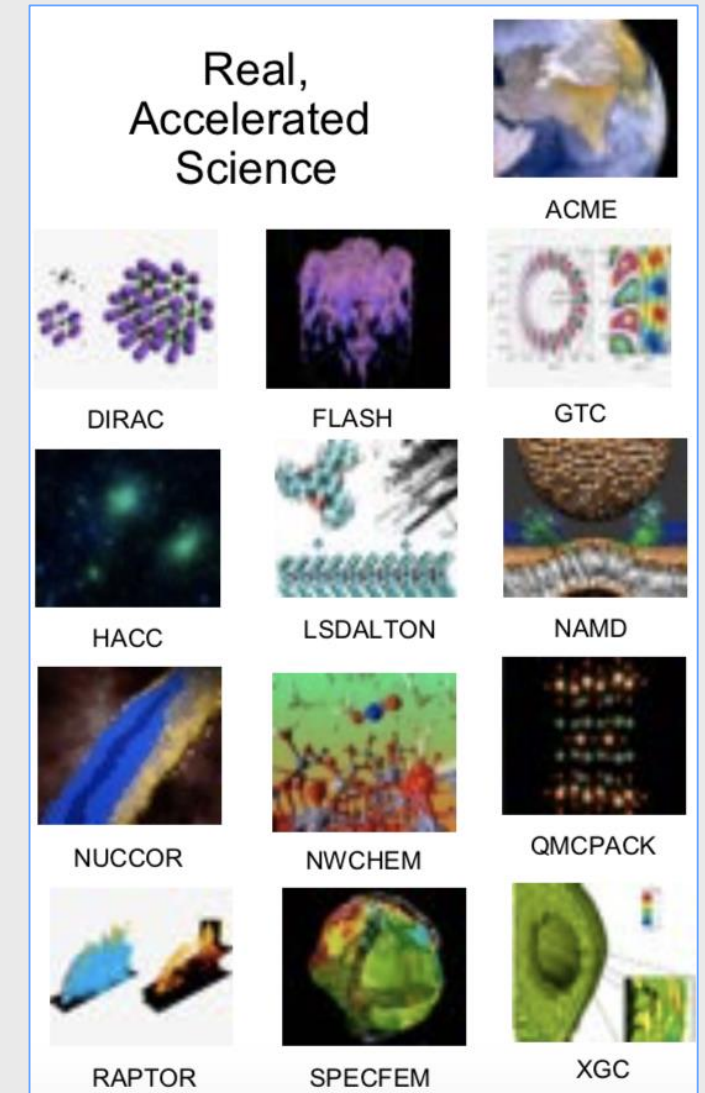 Real,
Accelerated
Science
ACME
DIRAC
FLASH
GTC
HACC
LSDALTON
NAMD
NUCCOR
NWCHEM
QMCPACK
RAPTOR
SPECFEM
XGC